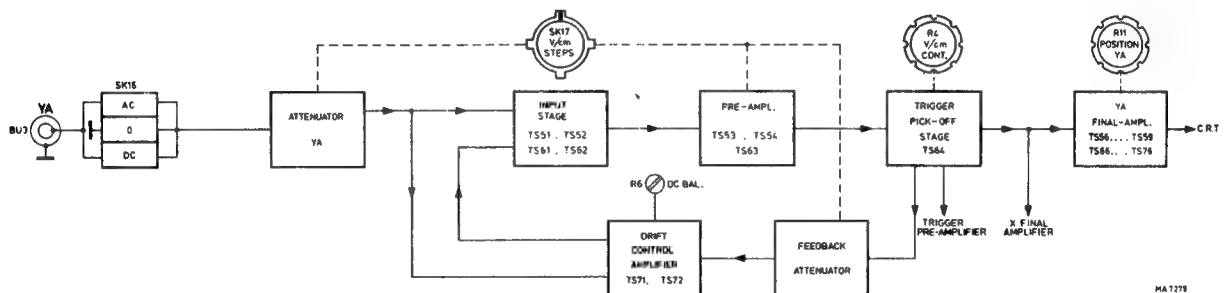 YA
BU3
SK16
AC
0
DC
ATTENUATOR
YA
SK17
V/cm
STEPS
INPUT
STAGE
TS51 , TS52
TS61 , TS62
PRE-AMPL.
TS53 , TS54
TS63
R4
V/cm
CONT.
TRIGGER
PICK-OFF
STAGE
TS64
R11
POSITION
YA
YA
FINAL-AMPL.
TS56.... TS59
TS66... TS76
C.R.T
R6
DC BAL.
DRIFT
CONTROL
AMPLIFIER
TS71, TS72
FEEDBACK
ATTENUATOR
TRIGGER
PRE-AMPLIFIER
X FINAL
AMPLIFIER
MA 7279